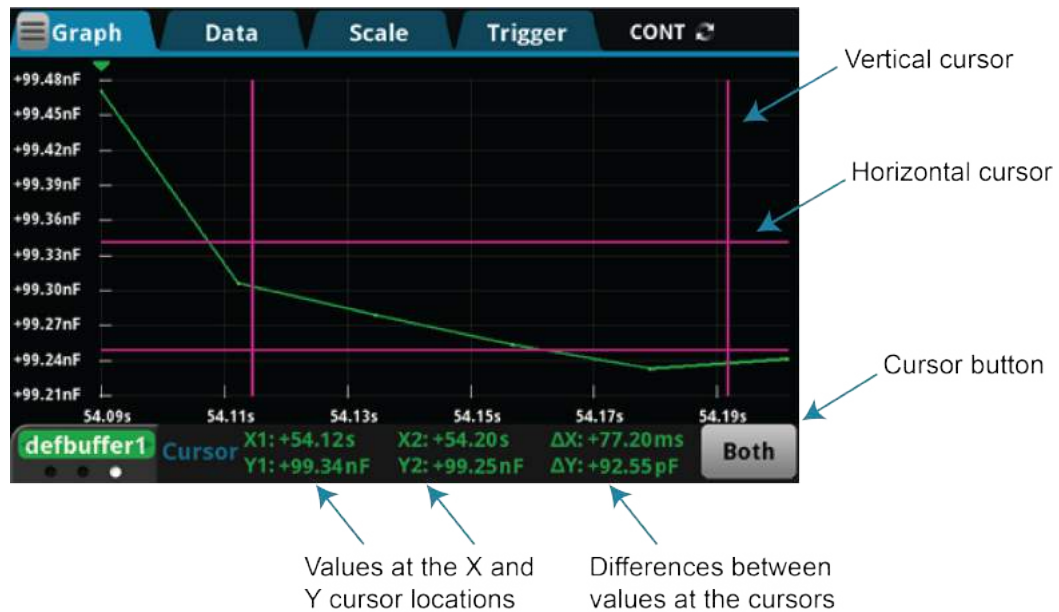 Graph Data Scale Trigger CONT
Vertical cursor
+99.48nF
+99.45nF
+99.42nF
Horizontal cursor
+99.39nF
+99.36nF
+99.33nF
+99.30nF
+99.27nF
+99.24nF
Cursor button
+99.21nF
54.09s 54.11s 54.13s 54.15s 54.17s 54.19s
defbuffer1 Cursor X1: +54.12s X2: +54.20s ΔX: +77.20ms Both
Y1: +99.34nF Y2: +99.25nF ΔY: +92.55pF
Values at the X and
Y cursor locations
Differences between
values at the cursors